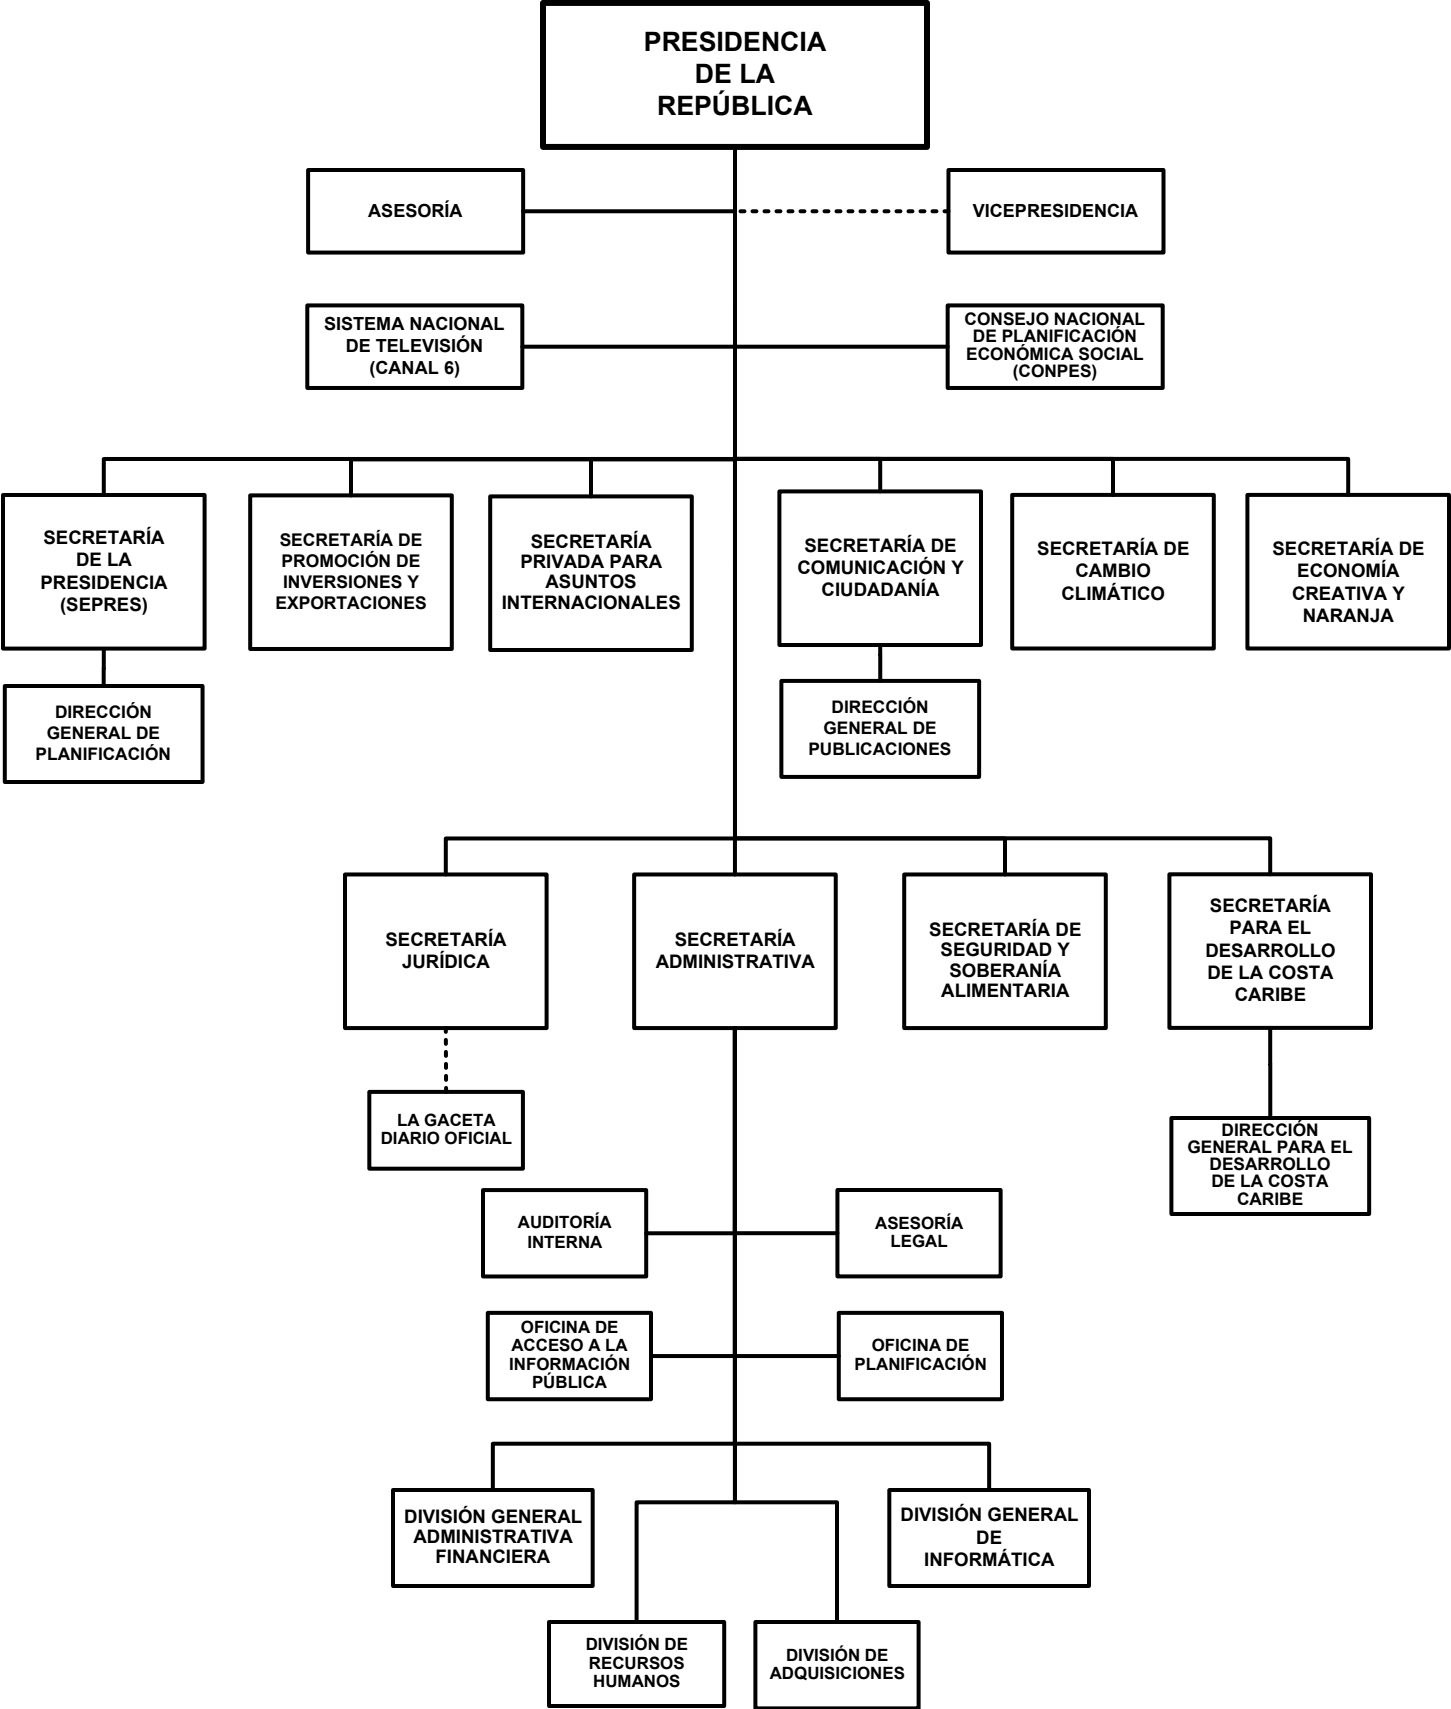 PRESIDENCIA
DE LA
REPÚBLICA
ASESORÍA
VICEPRESIDENCIA
SISTEMA NACIONAL
DE TELEVISIÓN
(CANAL 6)
CONSEJO NACIONAL
DE PLANIFICACIÓN
ECONÓMICA SOCIAL
(CONPES)
SECRETARÍA
DE LA
PRESIDENCIA
(SEPRES)
SECRETARÍA DE
PROMOCIÓN DE
INVERSIONES Y
EXPORTACIONES
SECRETARÍA
PRIVADA PARA
ASUNTOS
INTERNACIONALES
SECRETARÍA DE
COMUNICACIÓN Y
CIUDADANÍA
SECRETARÍA DE
CAMBIO
CLIMÁTICO
SECRETARÍA DE
ECONOMÍA
CREATIVA Y
NARANJA
DIRECCIÓN
GENERAL DE
PLANIFICACIÓN
DIRECCIÓN
GENERAL DE
PUBLICACIONES
SECRETARÍA
JURÍDICA
SECRETARÍA
ADMINISTRATIVA
SECRETARÍA DE
SEGURIDAD Y
SOBERANÍA
ALIMENTARIA
SECRETARÍA
PARA EL
DESARROLLO
DE LA COSTA
CARIBE
LA GACETA
DIARIO OFICIAL
DIRECCIÓN
GENERAL PARA EL
DESARROLLO
DE LA COSTA
CARIBE
AUDITORÍA
INTERNA
ASESORÍA
LEGAL
OFICINA DE
ACCESO A LA
INFORMACIÓN
PÚBLICA
OFICINA DE
PLANIFICACIÓN
DIVISIÓN GENERAL
ADMINISTRATIVA
FINANCIERA
DIVISIÓN GENERAL
DE
INFORMÁTICA
DIVISIÓN DE
RECURSOS
HUMANOS
DIVISIÓN DE
ADQUISICIONES